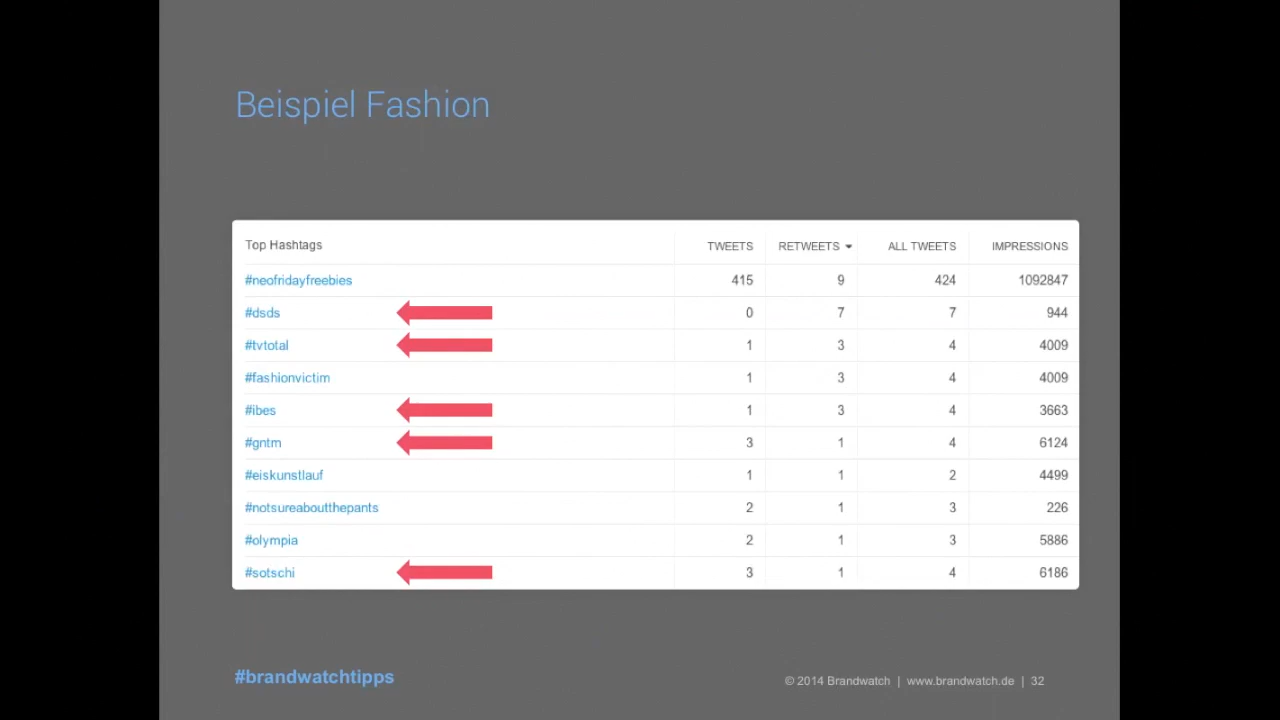 Beispiel Fashion
Top Hashtags TWEETS RETWEETS ALL TWEETS IMPRESSIONS
#neofridayfreebies 415 9 424 1092847
#dsds 0 7 7 944
#tvtotal 1 3 4 4009
#fashionvictim 1 3 4 4009
#ibes 1 3 4 3663
#gntm 3 1 4 6124
#eiskunstlauf 1 1 2 4499
#notsureaboutthepants 2 1 3 226
#olympia 2 1 3 5886
#sotschi 3 1 4 6186
#brandwatchtipps © 2014 Brandwatch | www.brandwatch.de | 32